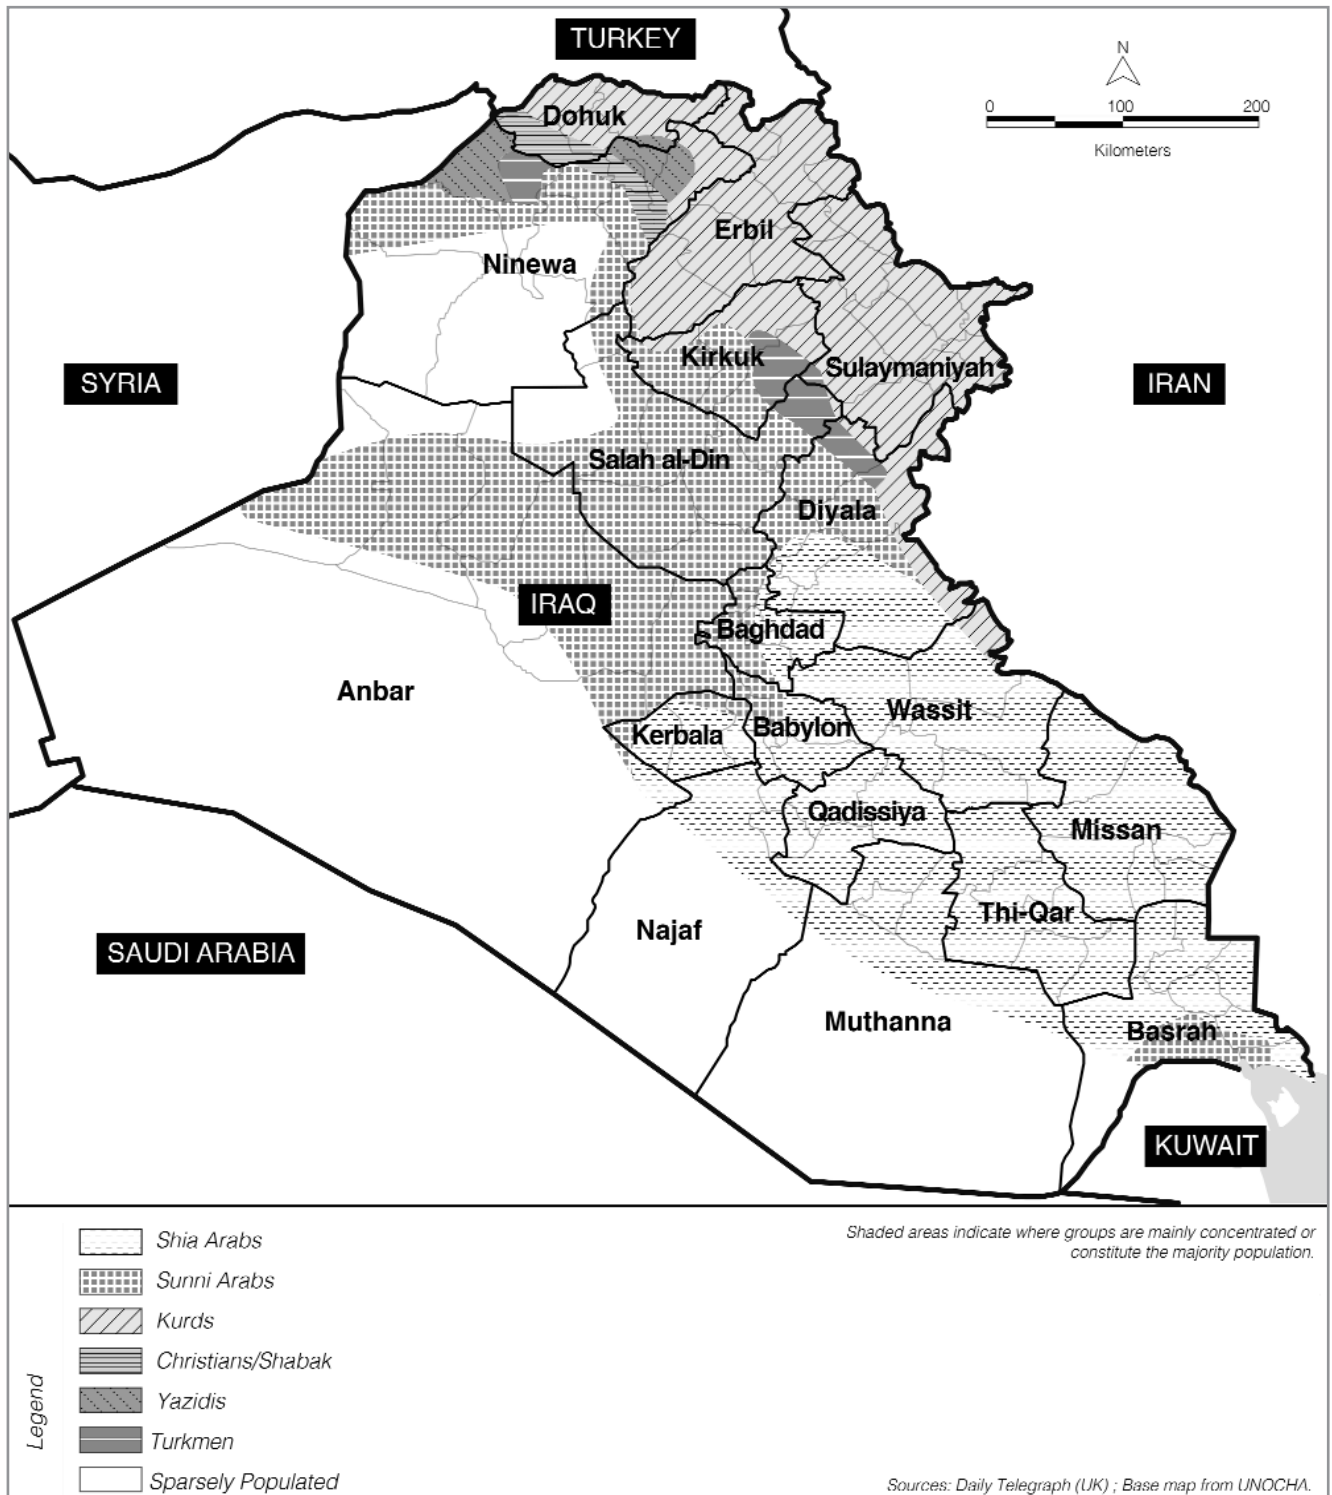 TURKEY
N
0 100 200
Kilometers
Dohuk
Erbil
Ninewa
Kirkuk
Sulaymaniyah
SYRIA
IRAN
Salah al-Din
Diyala
IRAQ
Baghdad
Anbar
Wassit
Kerbala
Babylon
Qadissiya
Missan
Thi-Qar
Najaf
SAUDI ARABIA
Muthanna
Basrah
KUWAIT
Legend
Shia Arabs
Sunni Arabs
Kurds
Christians/Shabak
Yazidis
Turkmen
Sparsely Populated
Shaded areas indicate where groups are mainly concentrated or
constitute the majority population.
Sources: Daily Telegraph (UK) ; Base map from UNOCHA.